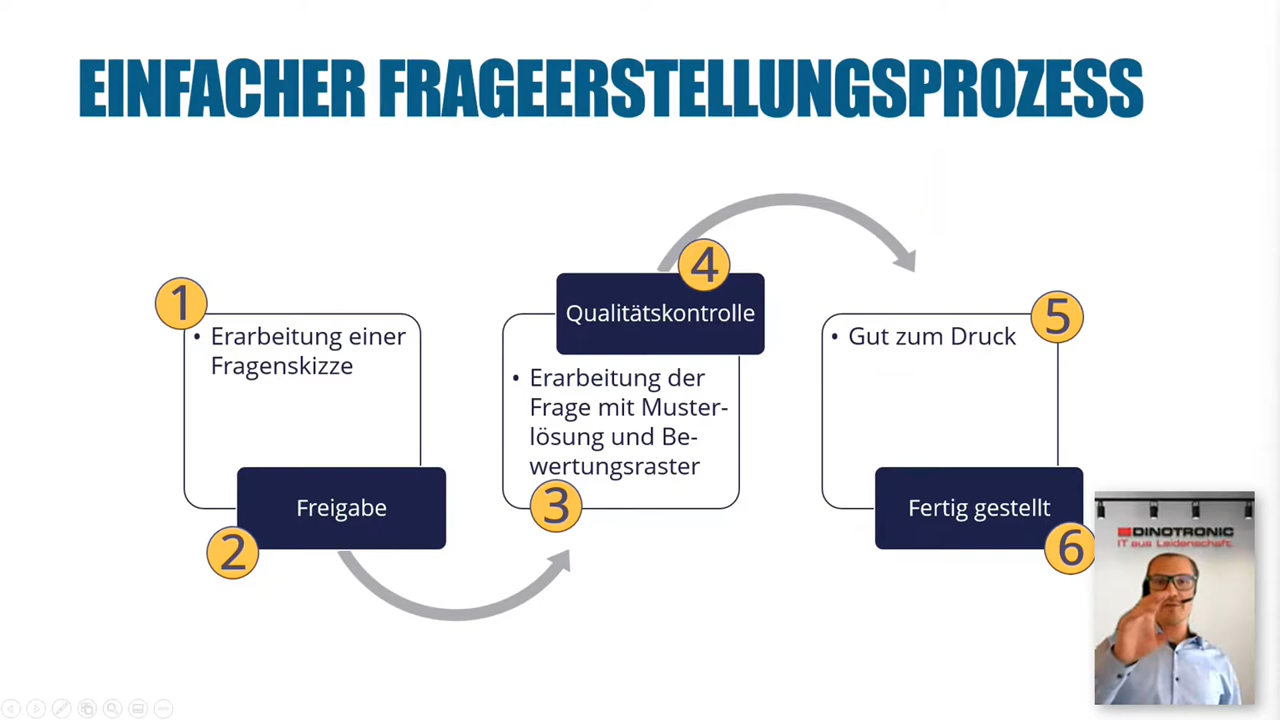 EINFACHER FRAGEERSTELLUNGSPROZESS
1
• Erarbeitung einer
Fragenskizze
Freigabe
2
4
Qualitätskontrolle
• Erarbeitung der
Frage mit Muster-
lösung und Be-
wertungsraster
3
5
• Gut zum Druck
Fertig gestellt
6
DINOTRONIC
IT aus Leidenschaft.